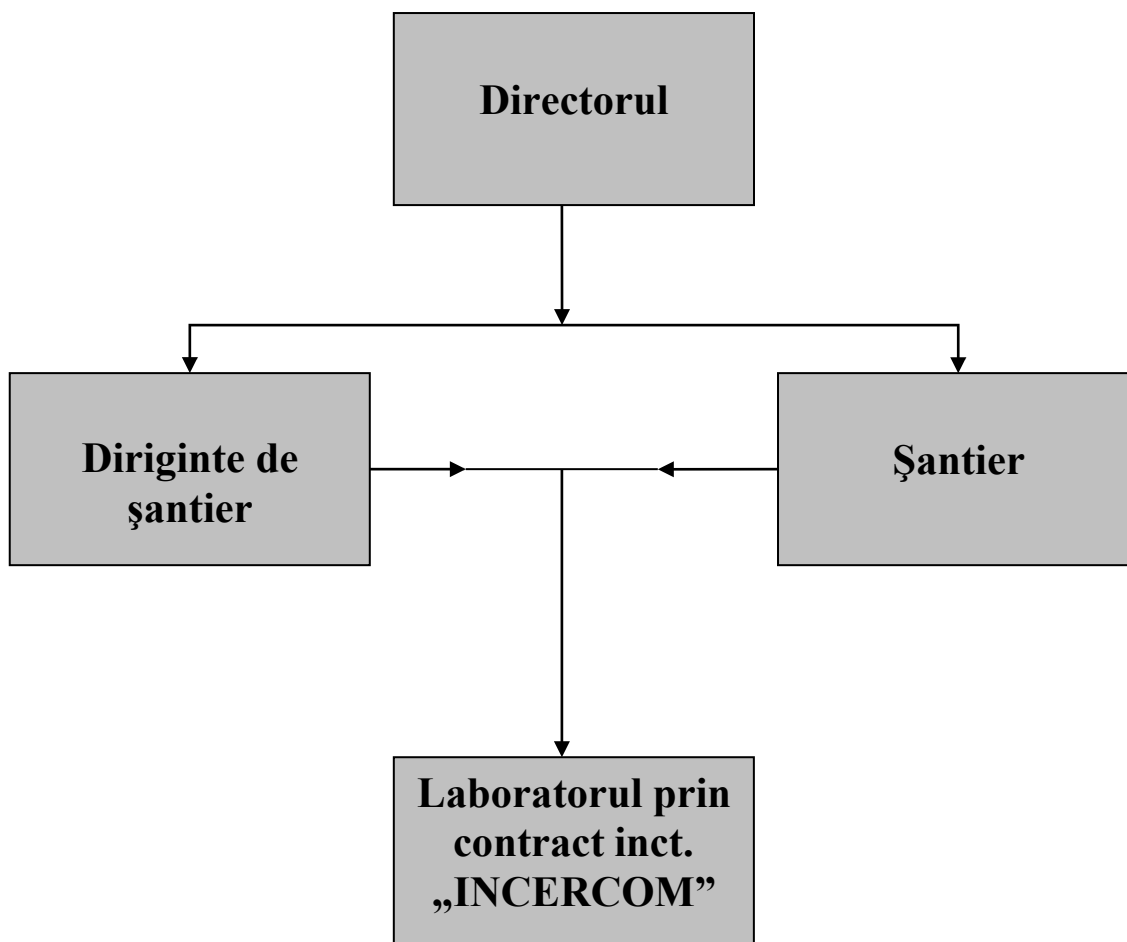 Directorul
Diriginte de
şantier
Şantier
Laboratorul prin
contract inct.
„INCERCOM”